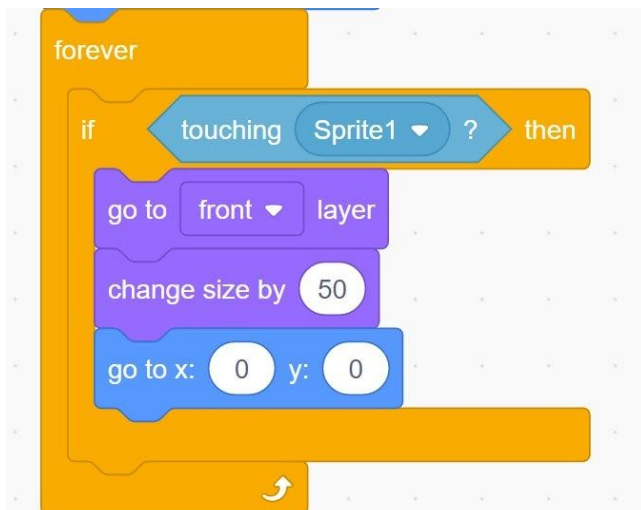 forever
if touching Sprite1 ? then
go to front layer
change size by 50
go to x: 0 y: 0